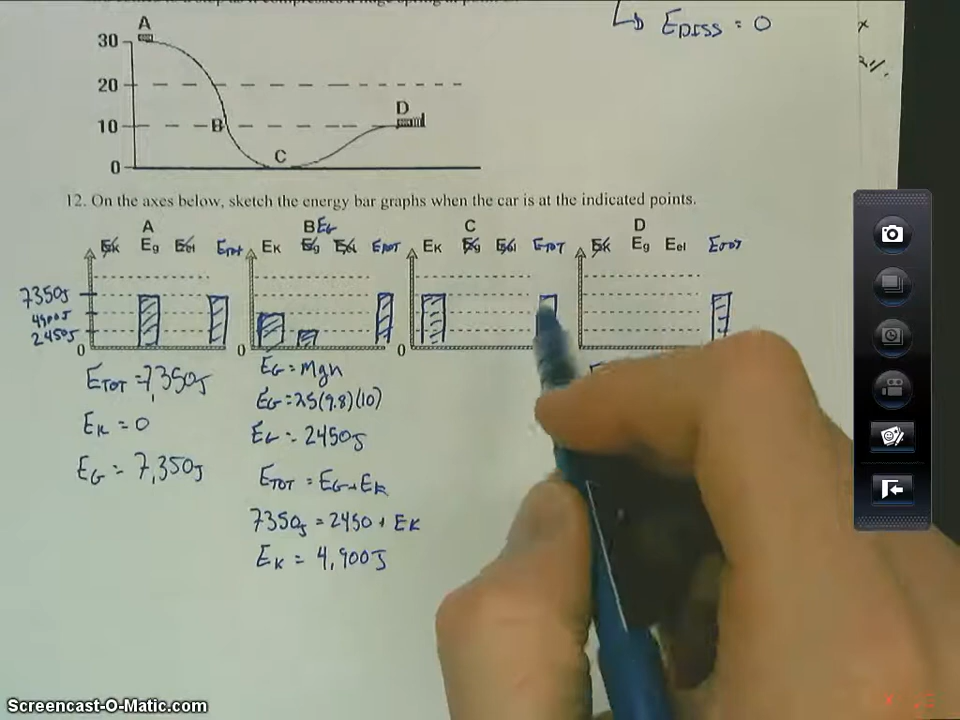 ↳ EDISS = 0
A
30
20
D
10
B
C
0
12. On the axes below, sketch the energy bar graphs when the car is at the indicated points.
A B EG C D
Ek Eg Eel ETOT EK Eg Eel ETOT EK Eg Eel ETOT EK Eg Eel ETOT
7350J
4900J
2450J
0 0 0
ETOT = 7,350J
EK = 0
EG = 7,350J
EG = mgh
EG = 25(9.8)(10)
EG = 2450J
ETOT = EG + EK
7350J = 2450 + EK
EK = 4,900J
Screencast-O-Matic.com